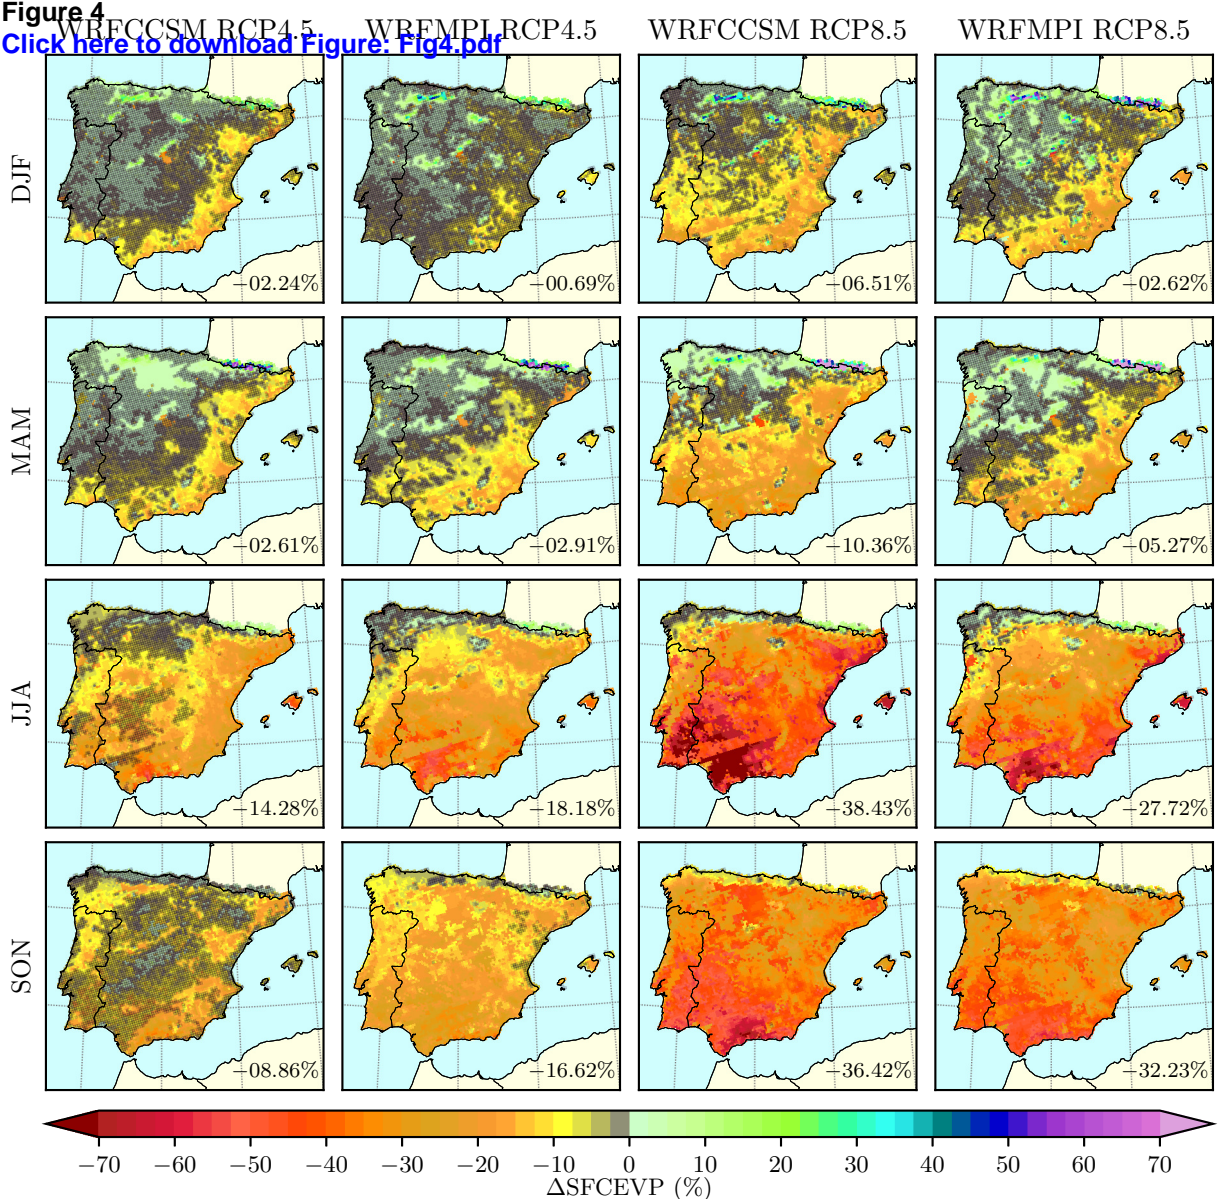 Figure 4
Click here to download Figure: Fig4.pdf
WRFCCSM RCP4.5 WRFMPI RCP4.5 WRFCCSM RCP8.5 WRFMPI RCP8.5
DJF
−02.24% −00.69% −06.51% −02.62%
MAM
−02.61% −02.91% −10.36% −05.27%
JJA
−14.28% −18.18% −38.43% −27.72%
SON
−08.86% −16.62% −36.42% −32.23%
−70 −60 −50 −40 −30 −20 −10 0 10 20 30 40 50 60 70
ΔSFCEVP (%)